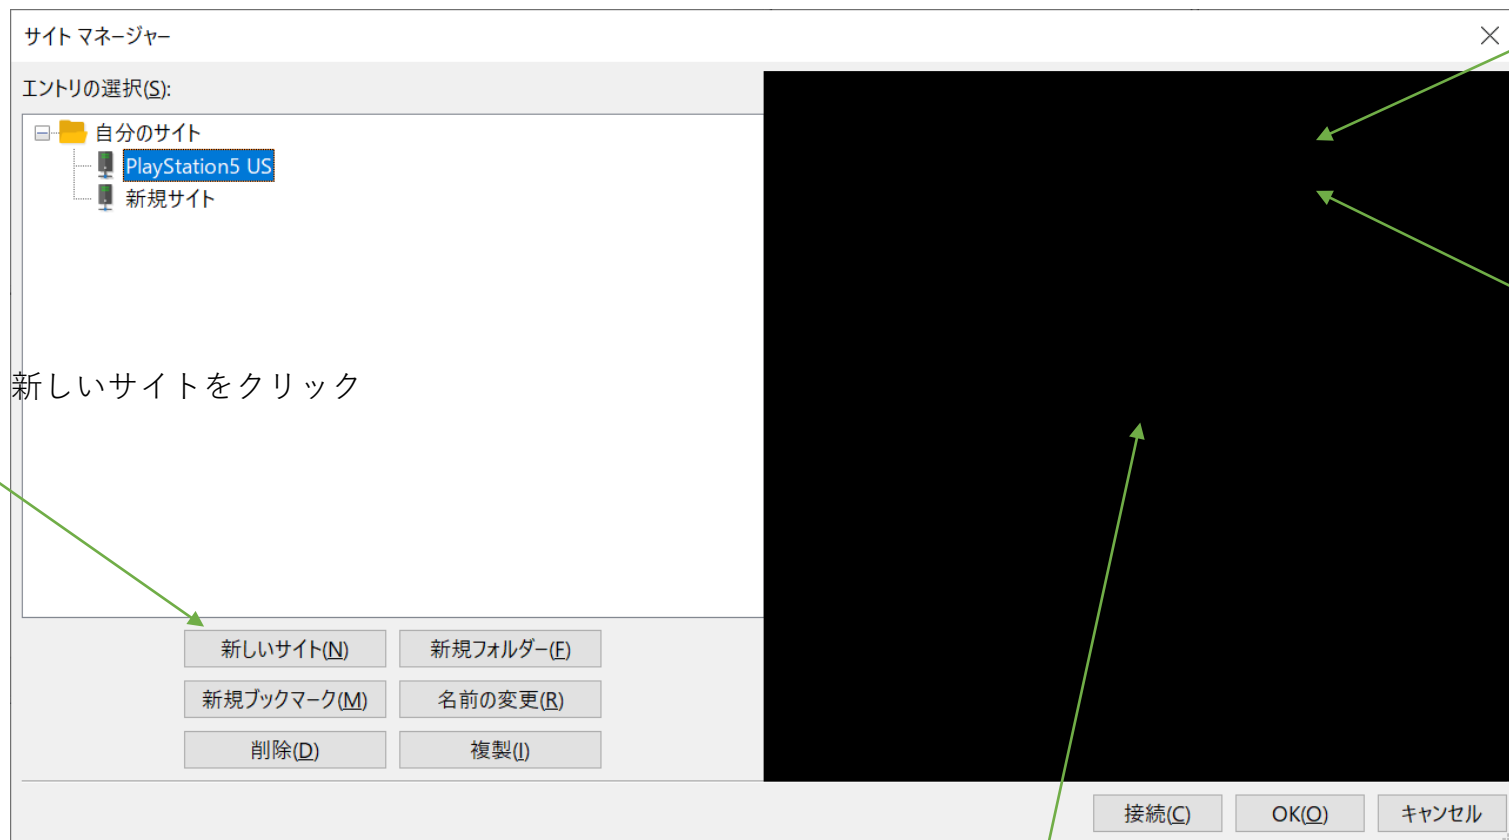 サイト マネージャー
エントリの選択(S):
自分のサイト
PlayStation5 US
新規サイト
新しいサイトをクリック
新しいサイト(N)
新規フォルダー(F)
新規ブックマーク(M)
名前の変更(R)
削除(D)
複製(I)
接続(C)
OK(O)
キャンセル